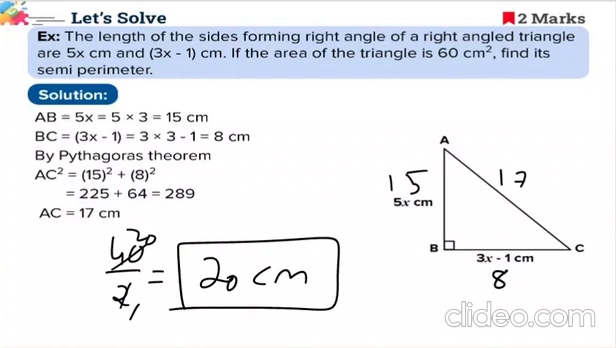 Let's Solve
2 Marks
Ex: The length of the sides forming right angle of a right angled triangle
are 5x cm and (3x - 1) cm. If the area of the triangle is 60 cm², find its
semi perimeter.
Solution:
AB = 5x = 5 × 3 = 15 cm
BC = (3x - 1) = 3 × 3 - 1 = 8 cm
By Pythagoras theorem
AC² = (15)² + (8)²
= 225 + 64 = 289
AC = 17 cm
A
15
17
5x cm
B
C
3x - 1 cm
8
20
40
= 20 cm
2 1
clideo.com